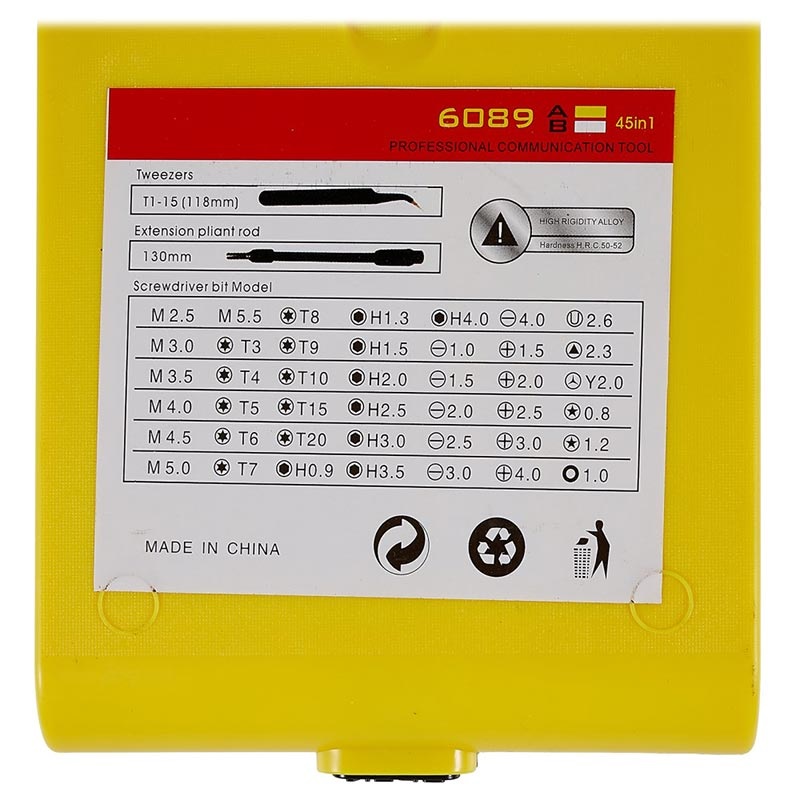 6089 A B 45in1
PROFESSIONAL COMMUNICATION TOOL
Tweezers
T1-15 (118mm)
Extension pliant rod
130mm
HIGH RIGIDITY ALLOY
Hardness H.R.C.50-52
Screwdriver bit Model
M 2.5 M 5.5 T8 H1.3 H4.0 4.0 U 2.6
M 3.0 T3 T9 H1.5 1.0 1.5 2.3
M 3.5 T4 T10 H2.0 1.5 2.0 Y2.0
M 4.0 T5 T15 H2.5 2.0 2.5 0.8
M 4.5 T6 T20 H3.0 2.5 3.0 1.2
M 5.0 T7 H0.9 H3.5 3.0 4.0 1.0
MADE IN CHINA